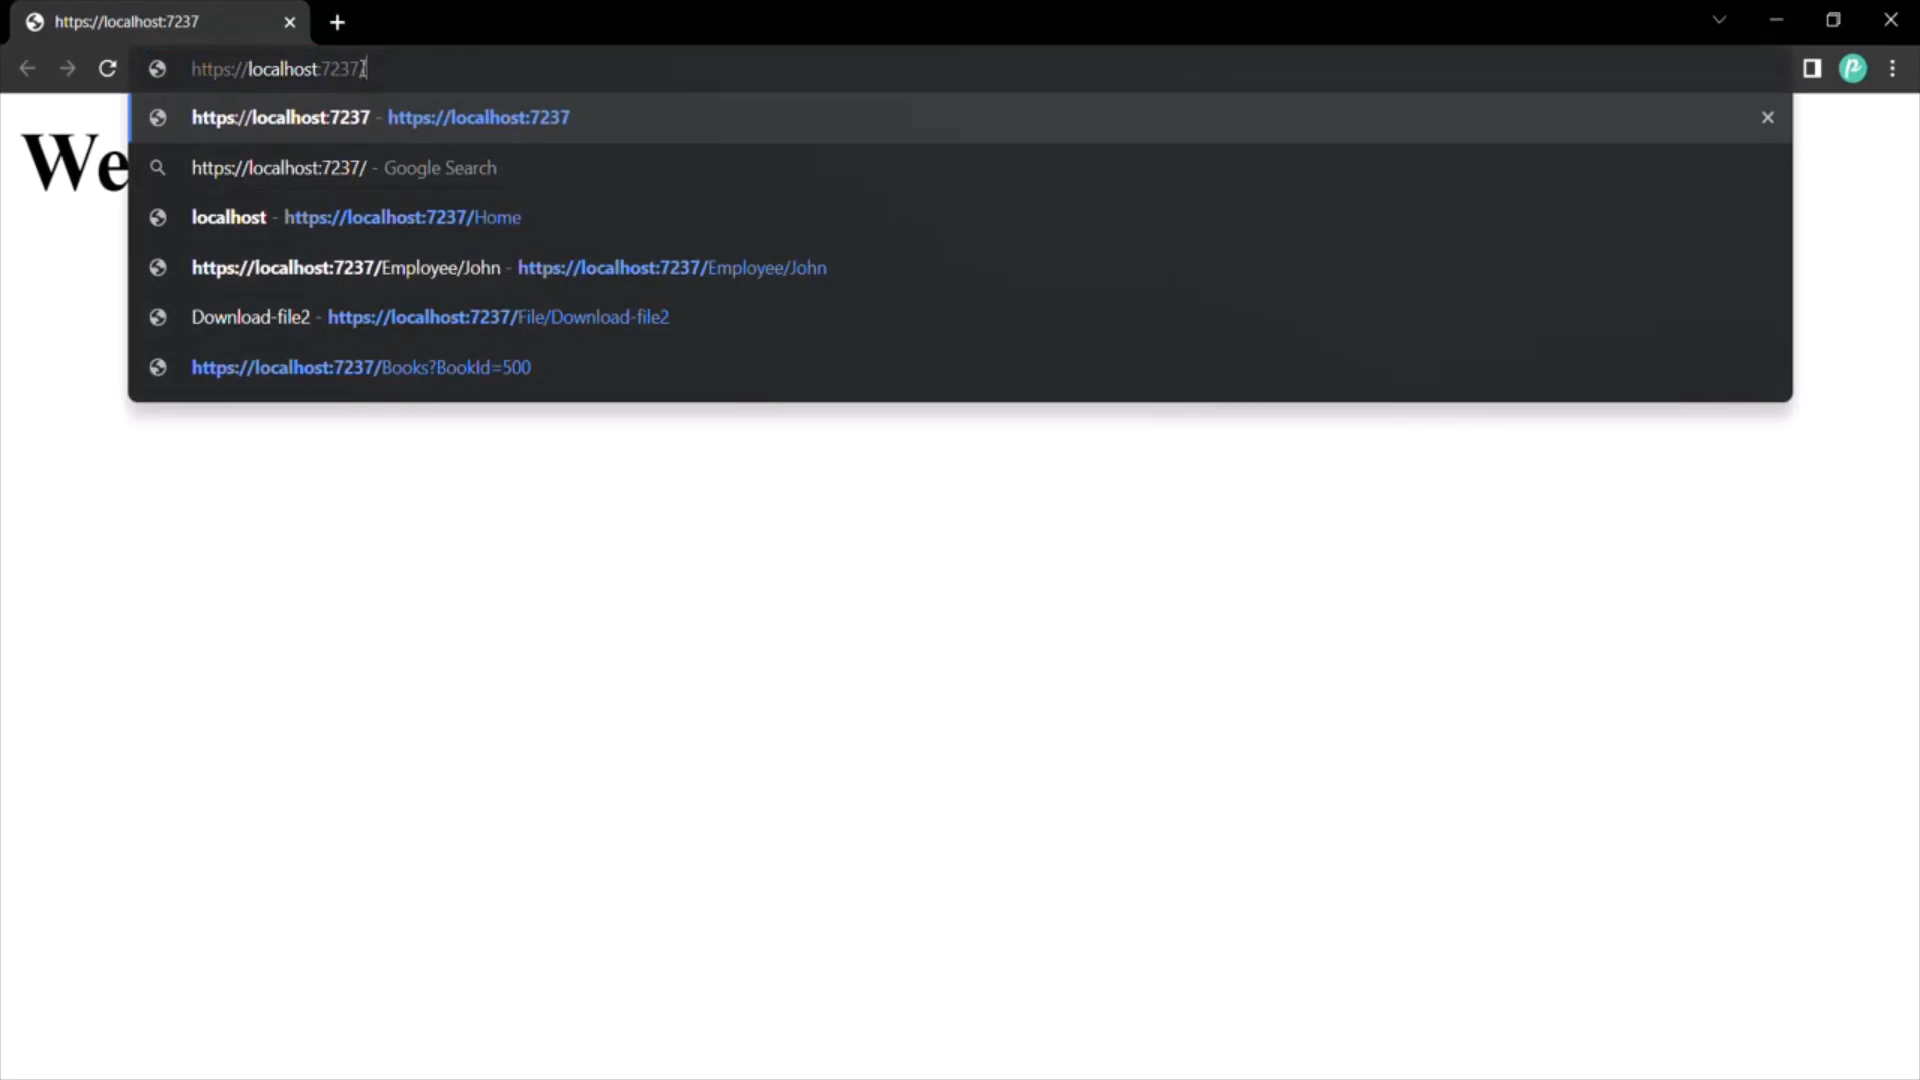 https://localhost:7237
https://localhost:7237/
https://localhost:7237 - https://localhost:7237
We
https://localhost:7237/ - Google Search
localhost - https://localhost:7237/Home
https://localhost:7237/Employee/John - https://localhost:7237/Employee/John
Download-file2 - https://localhost:7237/File/Download-file2
https://localhost:7237/Books?BookId=500